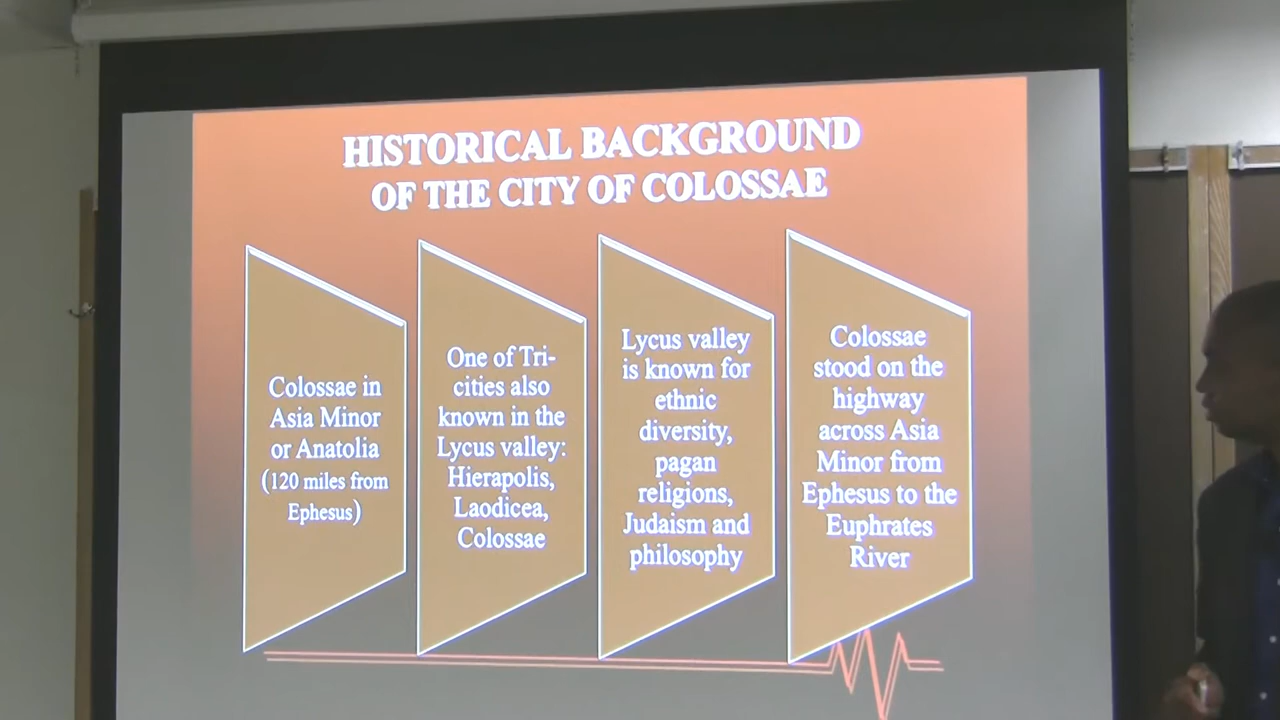 HISTORICAL BACKGROUND
OF THE CITY OF COLOSSAE
Colossae in
Asia Minor
or Anatolia
(120 miles from
Ephesus)
One of Tri-
cities also
known in the
Lycus valley:
Hierapolis,
Laodicea,
Colossae
Lycus valley
is known for
ethnic
diversity,
pagan
religions,
Judaism and
philosophy
Colossae
stood on the
highway
across Asia
Minor from
Ephesus to the
Euphrates
River